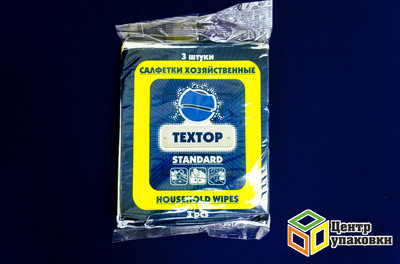 3 штуки
САЛФЕТКИ ХОЗЯЙСТВЕННЫЕ
TEXTOP
STANDARD
HOUSEHOLD WIPES
3 pcs
Центр
упаковки